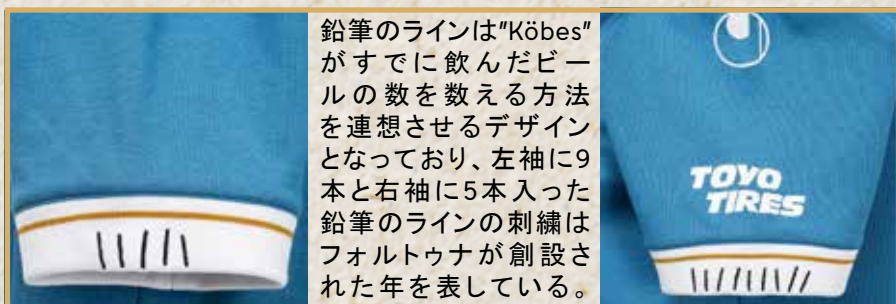 鉛筆のラインは"Köbes"
がすでに飲んだビー
ルの数を数える方法
を連想させるデザイン
となっており、左袖に9
本と右袖に5本入った
鉛筆のラインの刺繍は
フォルトゥナが創設さ
れた年を表している。
TOYO
TIRES